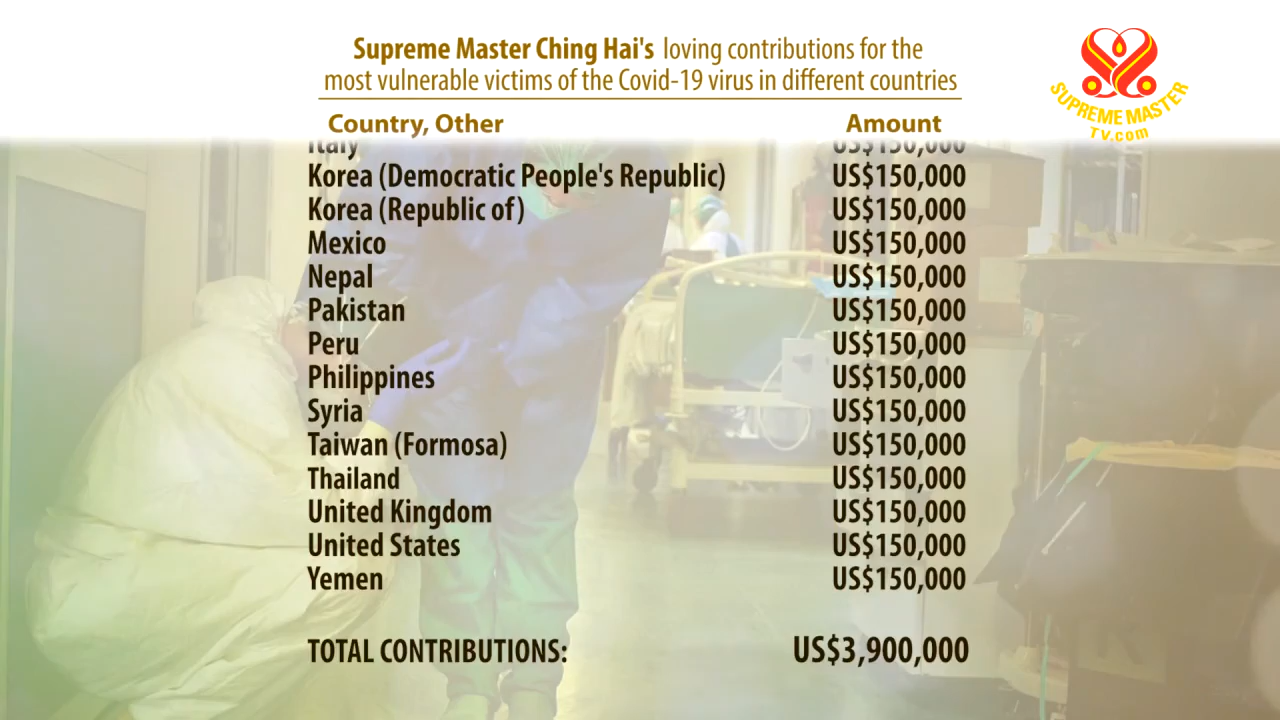 Supreme Master Ching Hai's loving contributions for the
most vulnerable victims of the Covid-19 virus in different countries
SUPREME MASTER
TV.com
Country, Other Amount
Italy US$150,000
Korea (Democratic People's Republic) US$150,000
Korea (Republic of) US$150,000
Mexico US$150,000
Nepal US$150,000
Pakistan US$150,000
Peru US$150,000
Philippines US$150,000
Syria US$150,000
Taiwan (Formosa) US$150,000
Thailand US$150,000
United Kingdom US$150,000
United States US$150,000
Yemen US$150,000
TOTAL CONTRIBUTIONS: US$3,900,000